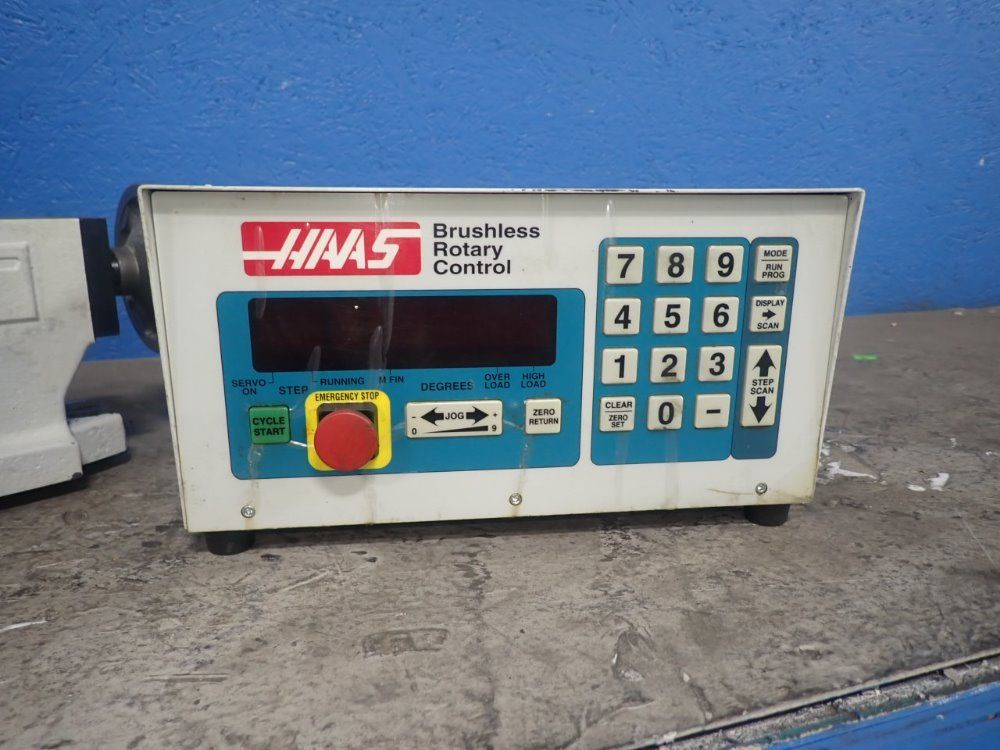 HAAS
Brushless
Rotary
Control
SERVO
ON
STEP
RUNNING
M FIN
DEGREES
OVER
LOAD
HIGH
LOAD
EMERGENCY STOP
CYCLE
START
- JOG +
0 9
ZERO
RETURN
7 8 9
4 5 6
1 2 3
CLEAR
ZERO
SET
0 -
MODE
RUN
PROG
DISPLAY
SCAN
STEP
SCAN